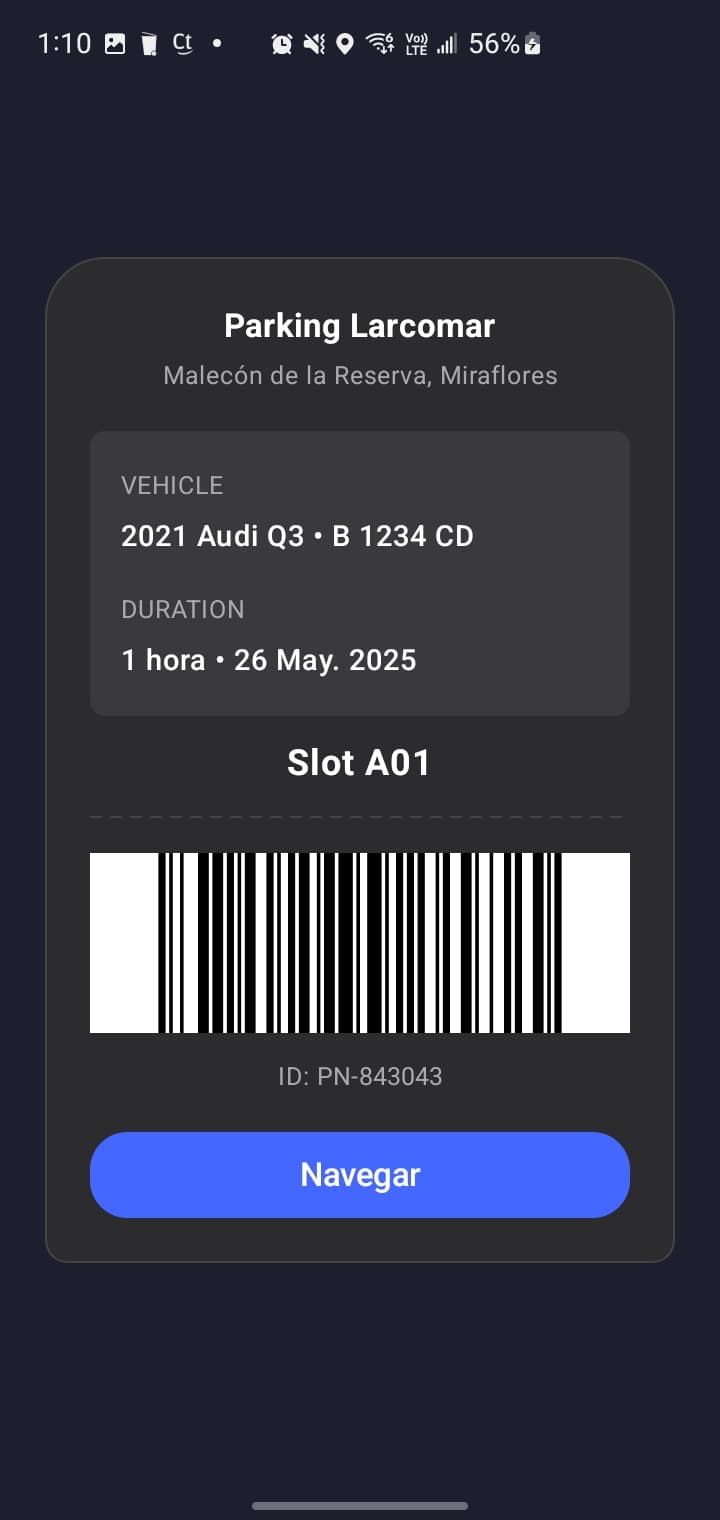 1:10 Ct • Vo)) LTE 56%
Parking Larcomar
Malecón de la Reserva, Miraflores
VEHICLE
2021 Audi Q3 • B 1234 CD
DURATION
1 hora • 26 May. 2025
Slot A01
ID: PN-843043
Navegar